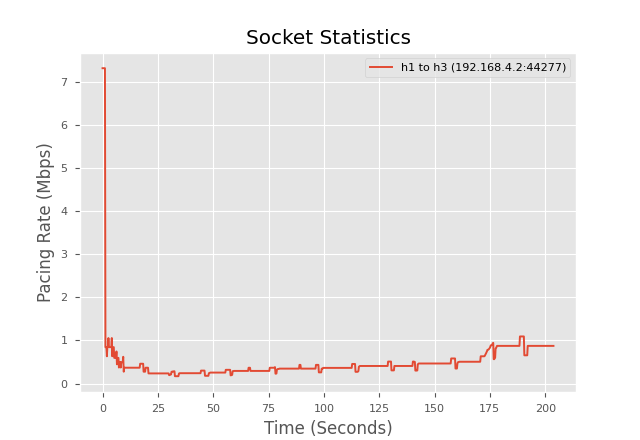 Socket Statistics
h1 to h3 (192.168.4.2:44277)
Pacing Rate (Mbps)
7
6
5
4
3
2
1
0
0 25 50 75 100 125 150 175 200
Time (Seconds)